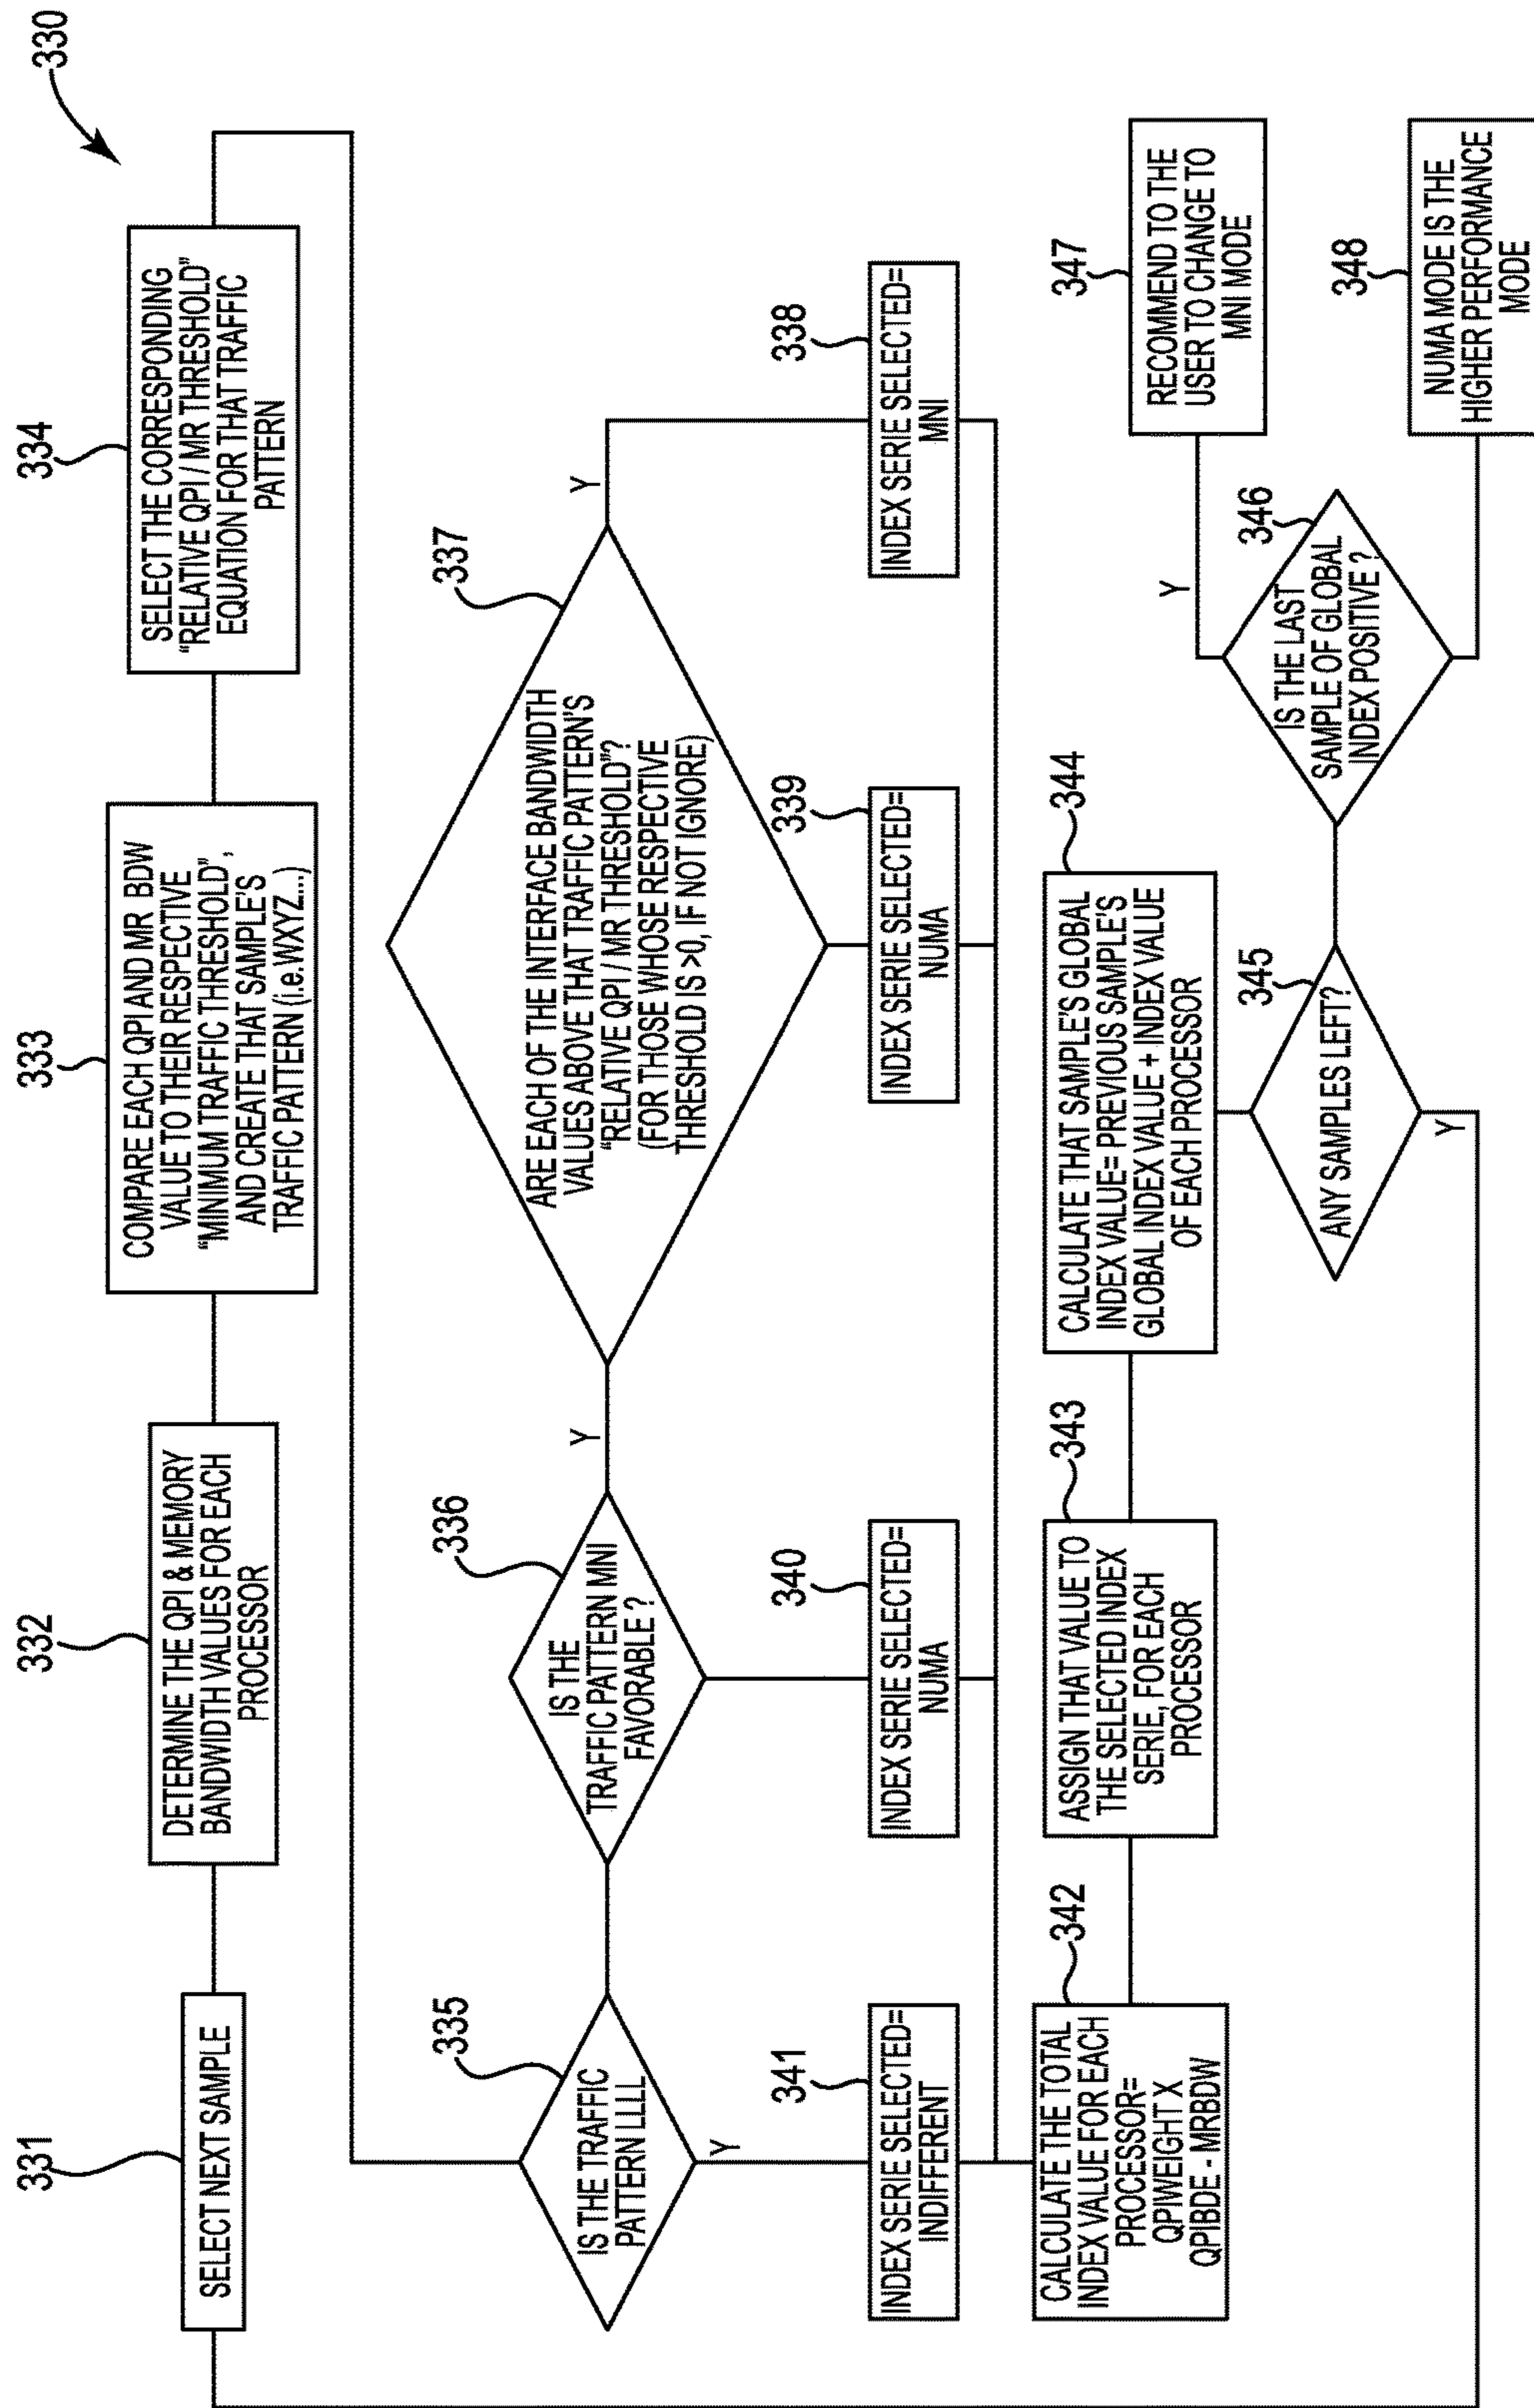 330
331
SELECT NEXT SAMPLE
332
DETERMINE THE QPI & MEMORY
BANDWIDTH VALUES FOR EACH
PROCESSOR
333
COMPARE EACH QPI AND MR BDW
VALUE TO THEIR RESPECTIVE
“MINIMUM TRAFFIC THRESHOLD”,
AND CREATE THAT SAMPLE'S
TRAFFIC PATTERN (i.e.WXYZ...)
334
SELECT THE CORRESPONDING
“RELATIVE QPI / MR THRESHOLD”
EQUATION FOR THAT TRAFFIC
PATTERN
335
IS THE TRAFFIC
PATTERN LLLL
Y
336
IS THE
TRAFFIC PATTERN MNI
FAVORABLE ?
Y
337
ARE EACH OF THE INTERFACE BANDWIDTH
VALUES ABOVE THAT TRAFFIC PATTERN'S
“RELATIVE QPI / MR THRESHOLD”?
(FOR THOSE WHOSE RESPECTIVE
THRESHOLD IS >0, IF NOT IGNORE)
Y
341
INDEX SERIE SELECTED=
INDIFFERENT
340
INDEX SERIE SELECTED=
NUMA
339
INDEX SERIE SELECTED=
NUMA
338
INDEX SERIE SELECTED=
MNI
342
CALCULATE THE TOTAL
INDEX VALUE FOR EACH
PROCESSOR=
QPIWEIGHT X
QPIBDE - MRBDW
343
ASSIGN THAT VALUE TO
THE SELECTED INDEX
SERIE, FOR EACH
PROCESSOR
344
CALCULATE THAT SAMPLE'S GLOBAL
INDEX VALUE= PREVIOUS SAMPLE'S
GLOBAL INDEX VALUE + INDEX VALUE
OF EACH PROCESSOR
345
ANY SAMPLES LEFT?
Y
346
IS THE LAST
SAMPLE OF GLOBAL
INDEX POSITIVE ?
Y
347
RECOMMEND TO THE
USER TO CHANGE TO
MNI MODE
348
NUMA MODE IS THE
HIGHER PERFORMANCE
MODE